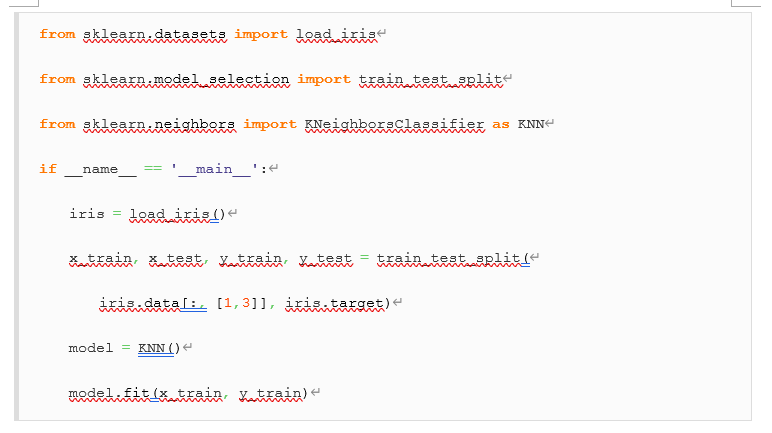 from sklearn.datasets import load_iris↵
from sklearn.model_selection import train_test_split↵
from sklearn.neighbors import KNeighborsClassifier as KNN↵
if __name__ == '__main__':↵
iris = load_iris()↵
x_train, x_test, y_train, y_test = train_test_split(↵
iris.data[:, [1,3]], iris.target)↵
model = KNN()↵
model.fit(x_train, y_train)↵